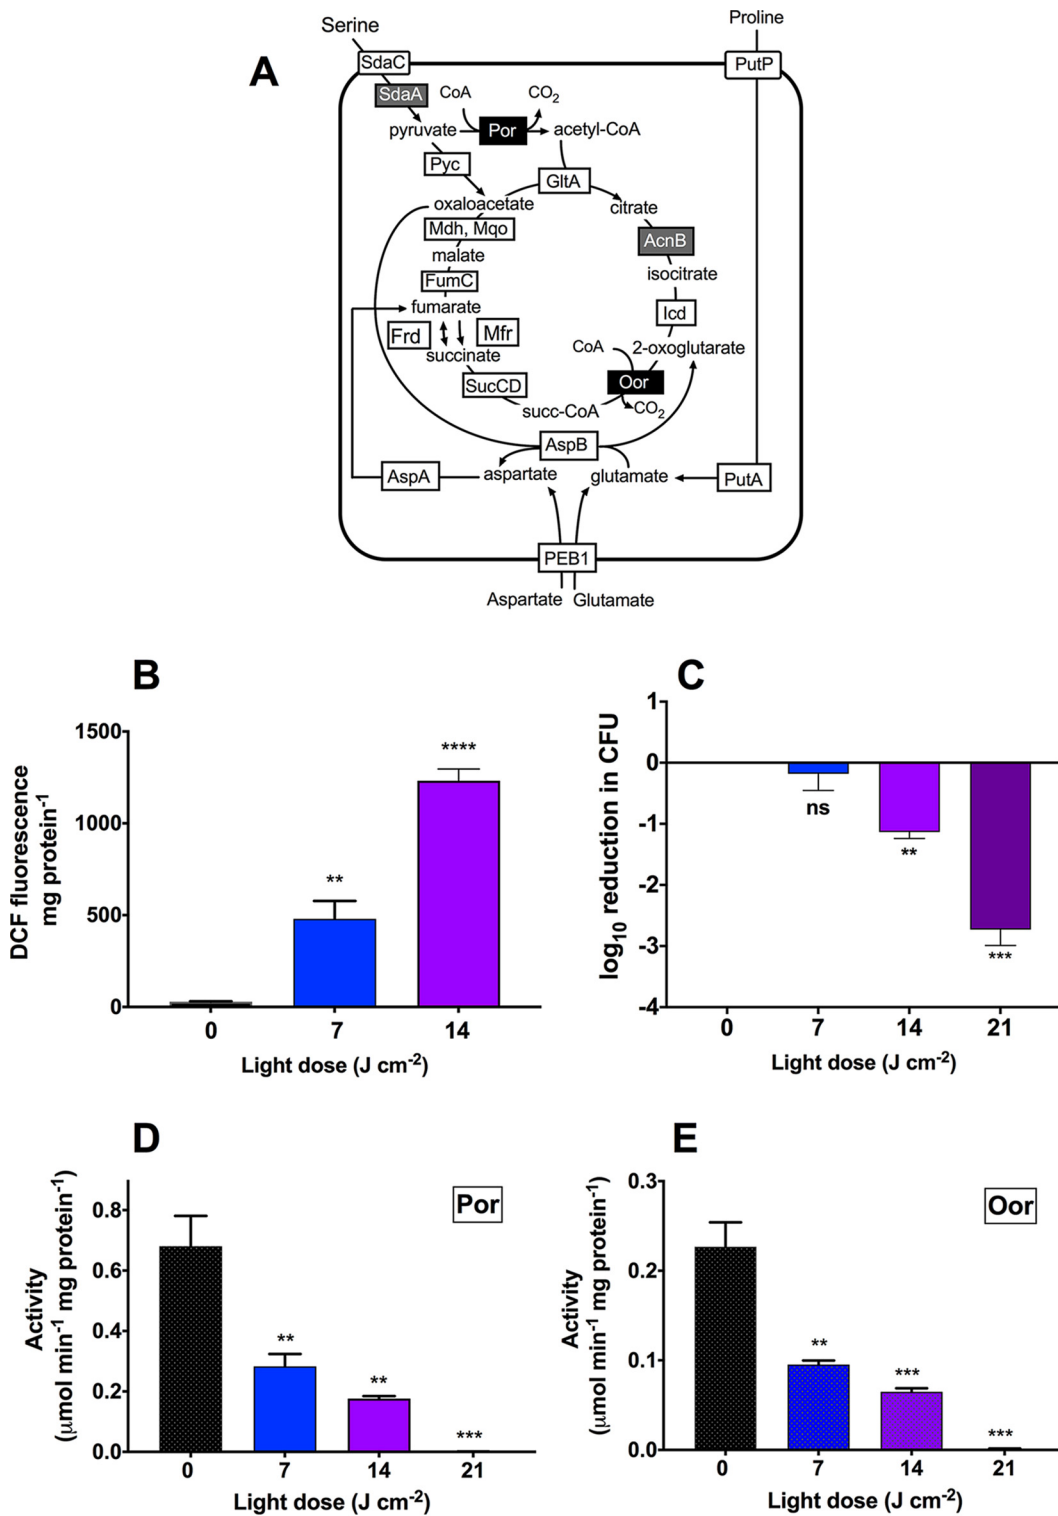 A
Serine
Proline
SdaC
PutP
SdaA
CoA
CO2
pyruvate
Por
acetyl-CoA
Pyc
GltA
oxaloacetate
citrate
Mdh, Mqo
AcnB
malate
isocitrate
FumC
fumarate
Icd
Frd
Mfr
CoA
2-oxoglutarate
succinate
SucCD
Oor
succ-CoA
CO2
AspB
AspA
aspartate
glutamate
PutA
PEB1
Aspartate
Glutamate
B
DCF fluorescence
mg protein-1
1500
1000
500
0
**
****
0
7
14
Light dose (J cm-2)
C
log10 reduction in CFU
1
0
-1
-2
-3
-4
ns
**
***
0
7
14
21
Light dose (J cm-2)
D
Activity
(μmol min-1 mg protein-1)
0.8
0.6
0.4
0.2
0.0
Por
**
**
***
0
7
14
21
Light dose (J cm-2)
E
Activity
(μmol min-1 mg protein-1)
0.3
0.2
0.1
0.0
Oor
**
***
***
0
7
14
21
Light dose (J cm-2)